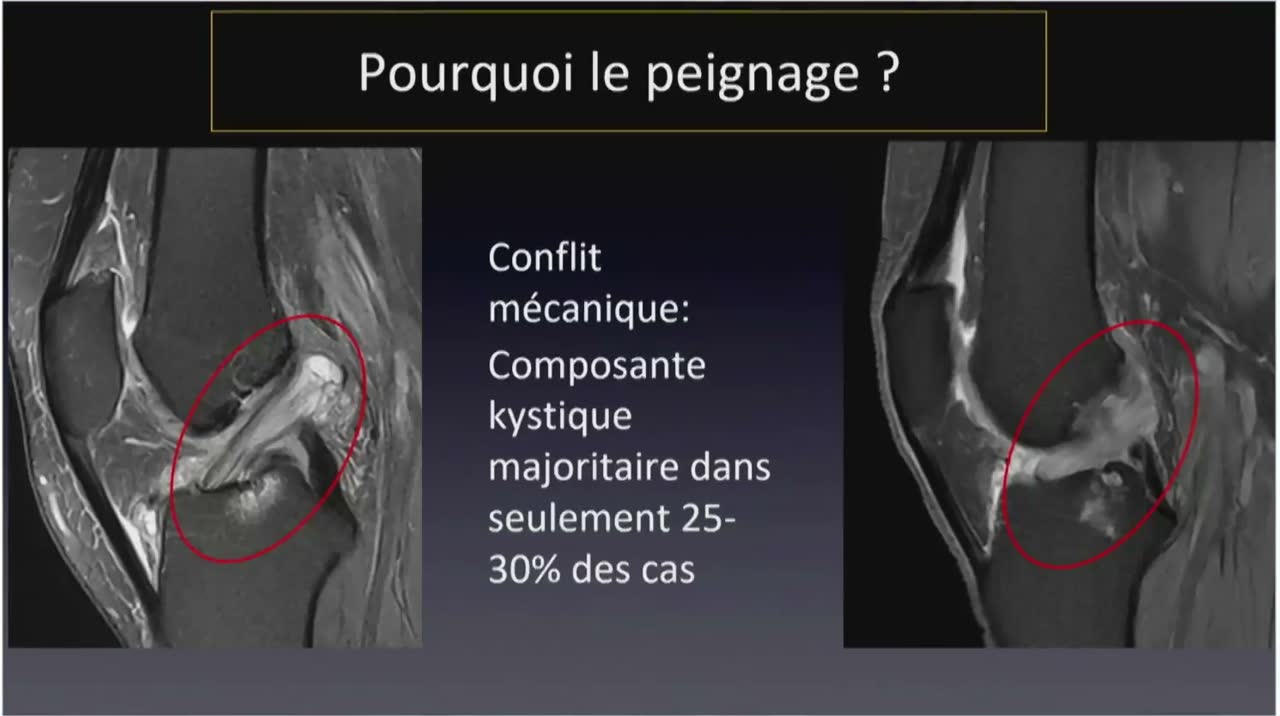 Pourquoi le peignage ?
Conflit
mécanique:
Composante
kystique
majoritaire dans
seulement 25-
30% des cas